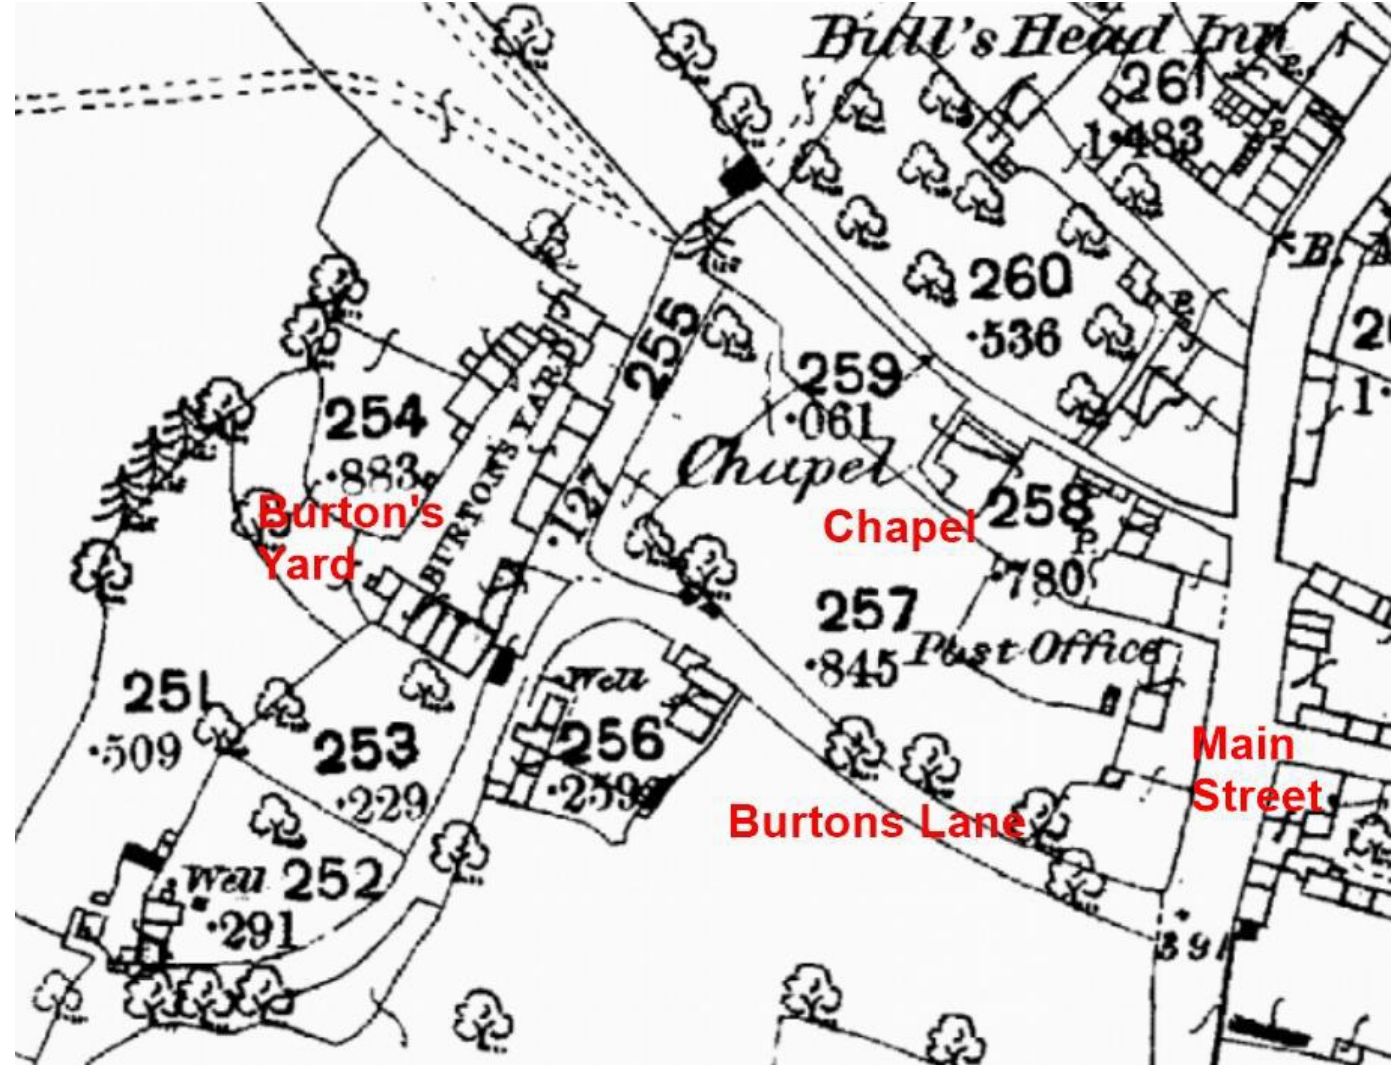 Bull's Head Inn
261
1·483
P.
B.
260
·536
255
·127
259
·061
254
·883
BURTON'S YARD
Chapel
Burton's
Yard
Chapel
258
·780
P.
257
·845
Post Office
251
·509
Well
256
·259
253
·229
Main
Street
Burtons Lane
Well 252
·291
391